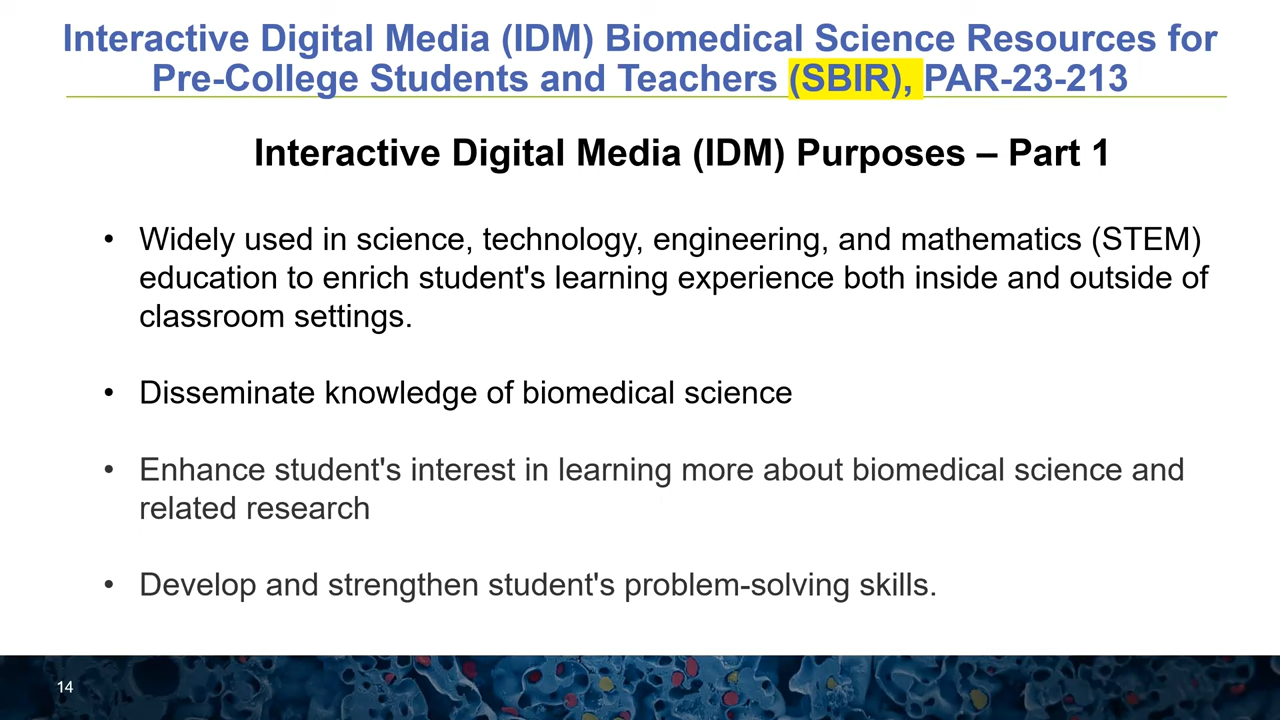 Interactive Digital Media (IDM) Biomedical Science Resources for
Pre-College Students and Teachers (SBIR), PAR-23-213
Interactive Digital Media (IDM) Purposes – Part 1
• Widely used in science, technology, engineering, and mathematics (STEM)
education to enrich student's learning experience both inside and outside of
classroom settings.
• Disseminate knowledge of biomedical science
• Enhance student's interest in learning more about biomedical science and
related research
• Develop and strengthen student's problem-solving skills.
14